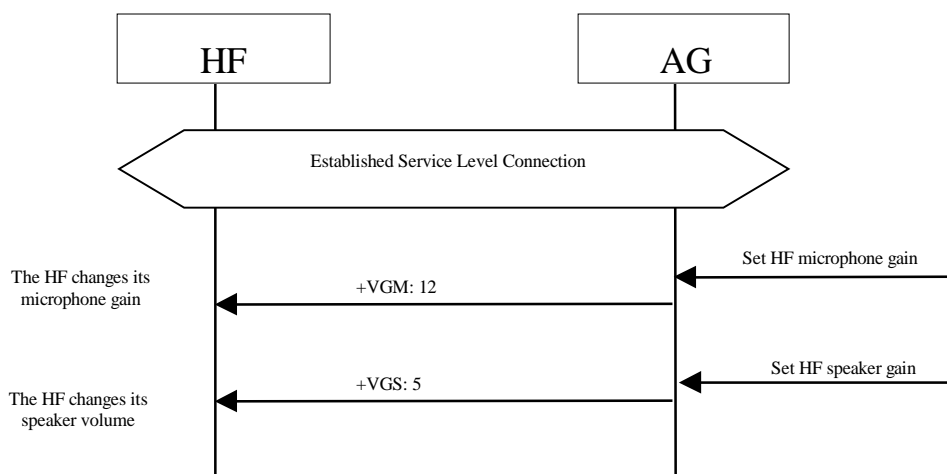 HF
AG
Established Service Level Connection
Set HF microphone gain
The HF changes its
microphone gain
+VGM: 12
Set HF speaker gain
+VGS: 5
The HF changes its
speaker volume